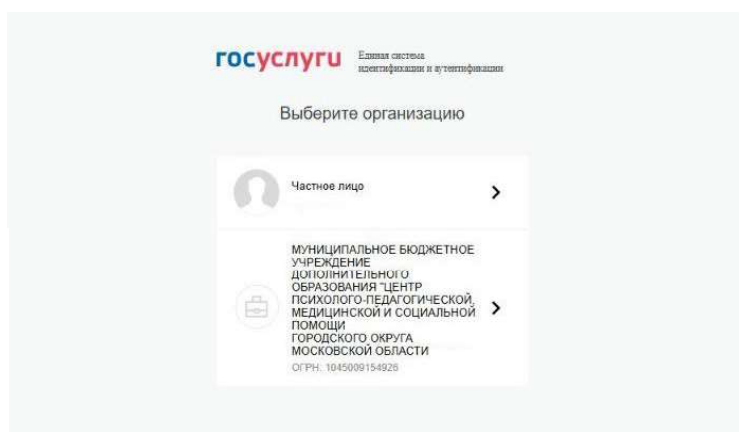 госуслуги
Единая система
идентификации и аутентификации
Выберите организацию
Частное лицо
МУНИЦИПАЛЬНОЕ БЮДЖЕТНОЕ
УЧРЕЖДЕНИЕ
ДОПОЛНИТЕЛЬНОГО
ОБРАЗОВАНИЯ "ЦЕНТР
ПСИХОЛОГО-ПЕДАГОГИЧЕСКОЙ,
МЕДИЦИНСКОЙ И СОЦИАЛЬНОЙ
ПОМОЩИ
ГОРОДСКОГО ОКРУГА
МОСКОВСКОЙ ОБЛАСТИ
ОГРН: 1045009154926